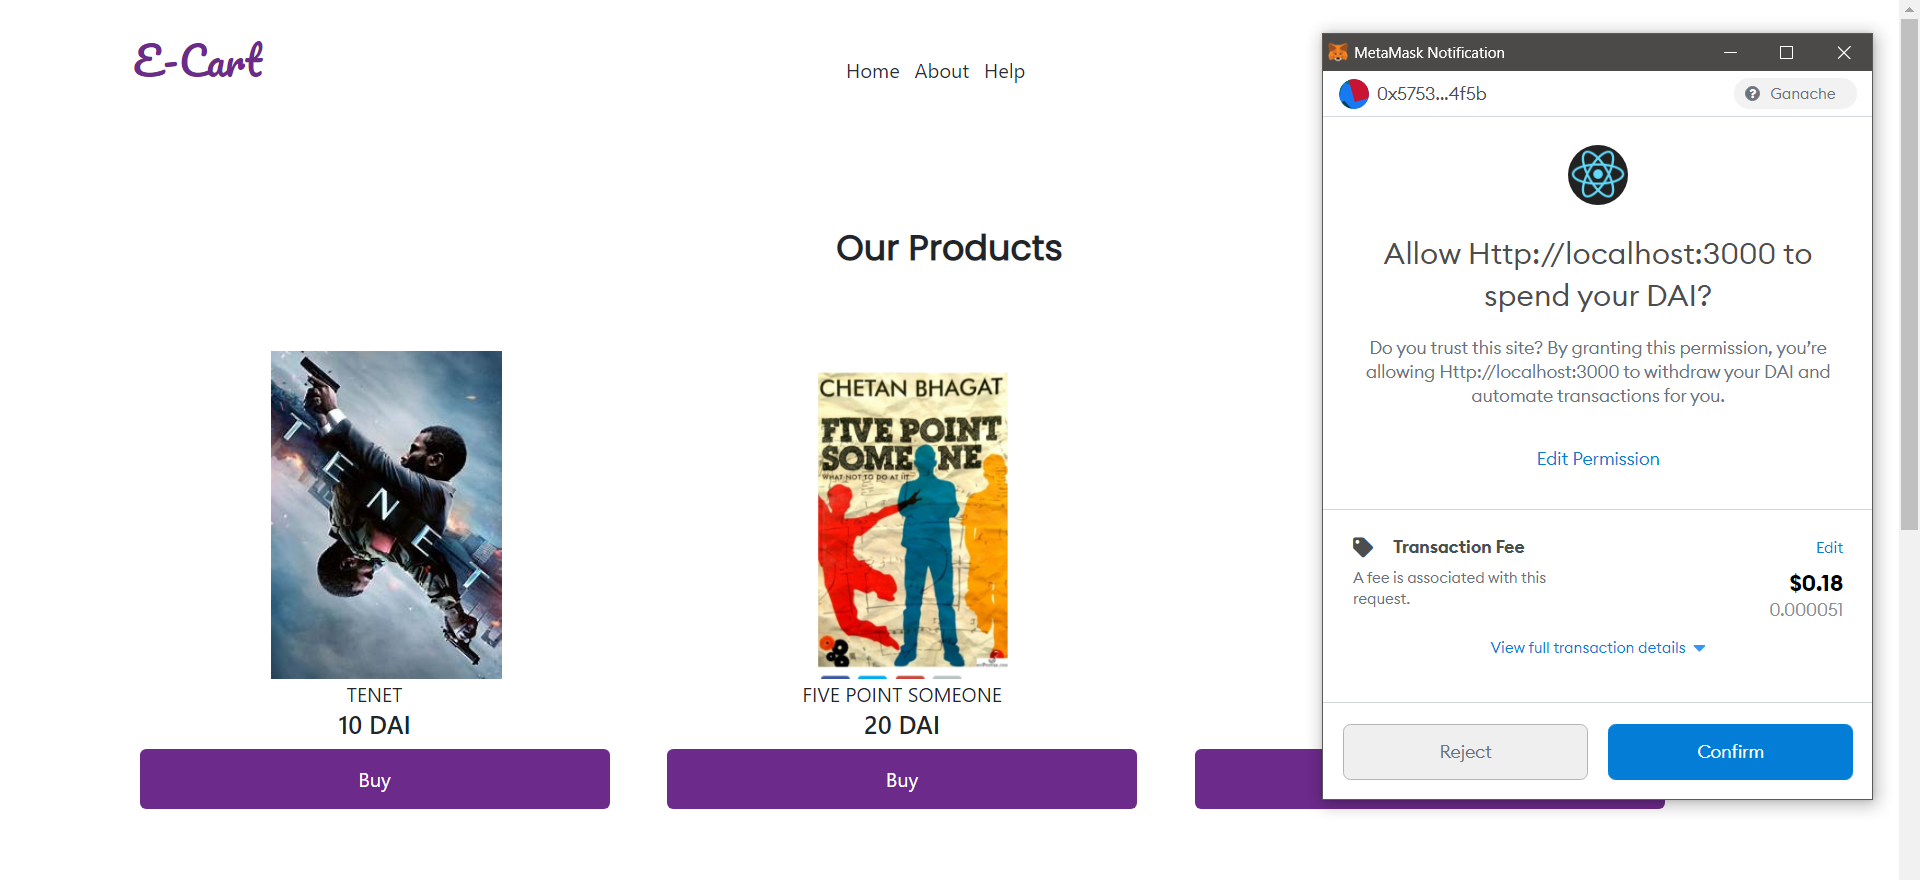 E-Cart
Home About Help
Our Products
TENET
TENET
10 DAI
Buy
CHETAN BHAGAT
FIVE POINT
SOMEONE
WHAT NOT TO DO AT IIT
FIVE POINT SOMEONE
20 DAI
Buy
MetaMask Notification
0x5753...4f5b
Ganache
Allow Http://localhost:3000 to
spend your DAI?
Do you trust this site? By granting this permission, you’re
allowing Http://localhost:3000 to withdraw your DAI and
automate transactions for you.
Edit Permission
Transaction Fee
Edit
A fee is associated with this
request.
$0.18
0.000051
View full transaction details
Reject
Confirm